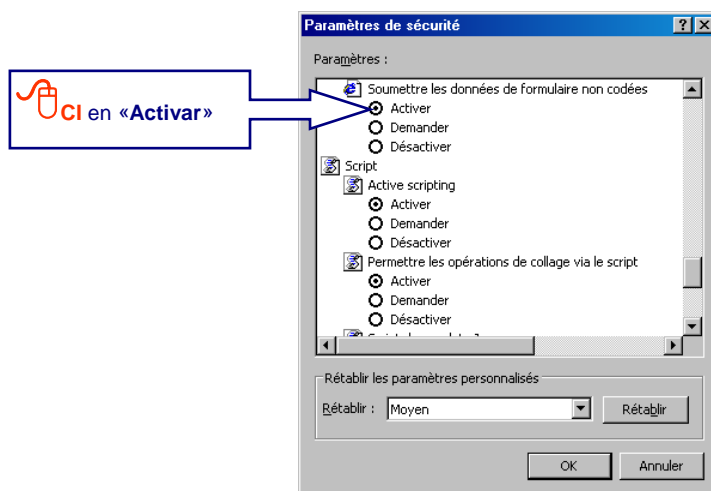 Paramètres de sécurité
Paramètres :
CI en «Activar»
Soumettre les données de formulaire non codées
Activer
Demander
Désactiver
Script
Active scripting
Activer
Demander
Désactiver
Permettre les opérations de collage via le script
Activer
Demander
Désactiver
Rétablir les paramètres personnalisés
Rétablir : Moyen Rétablir
OK Annuler